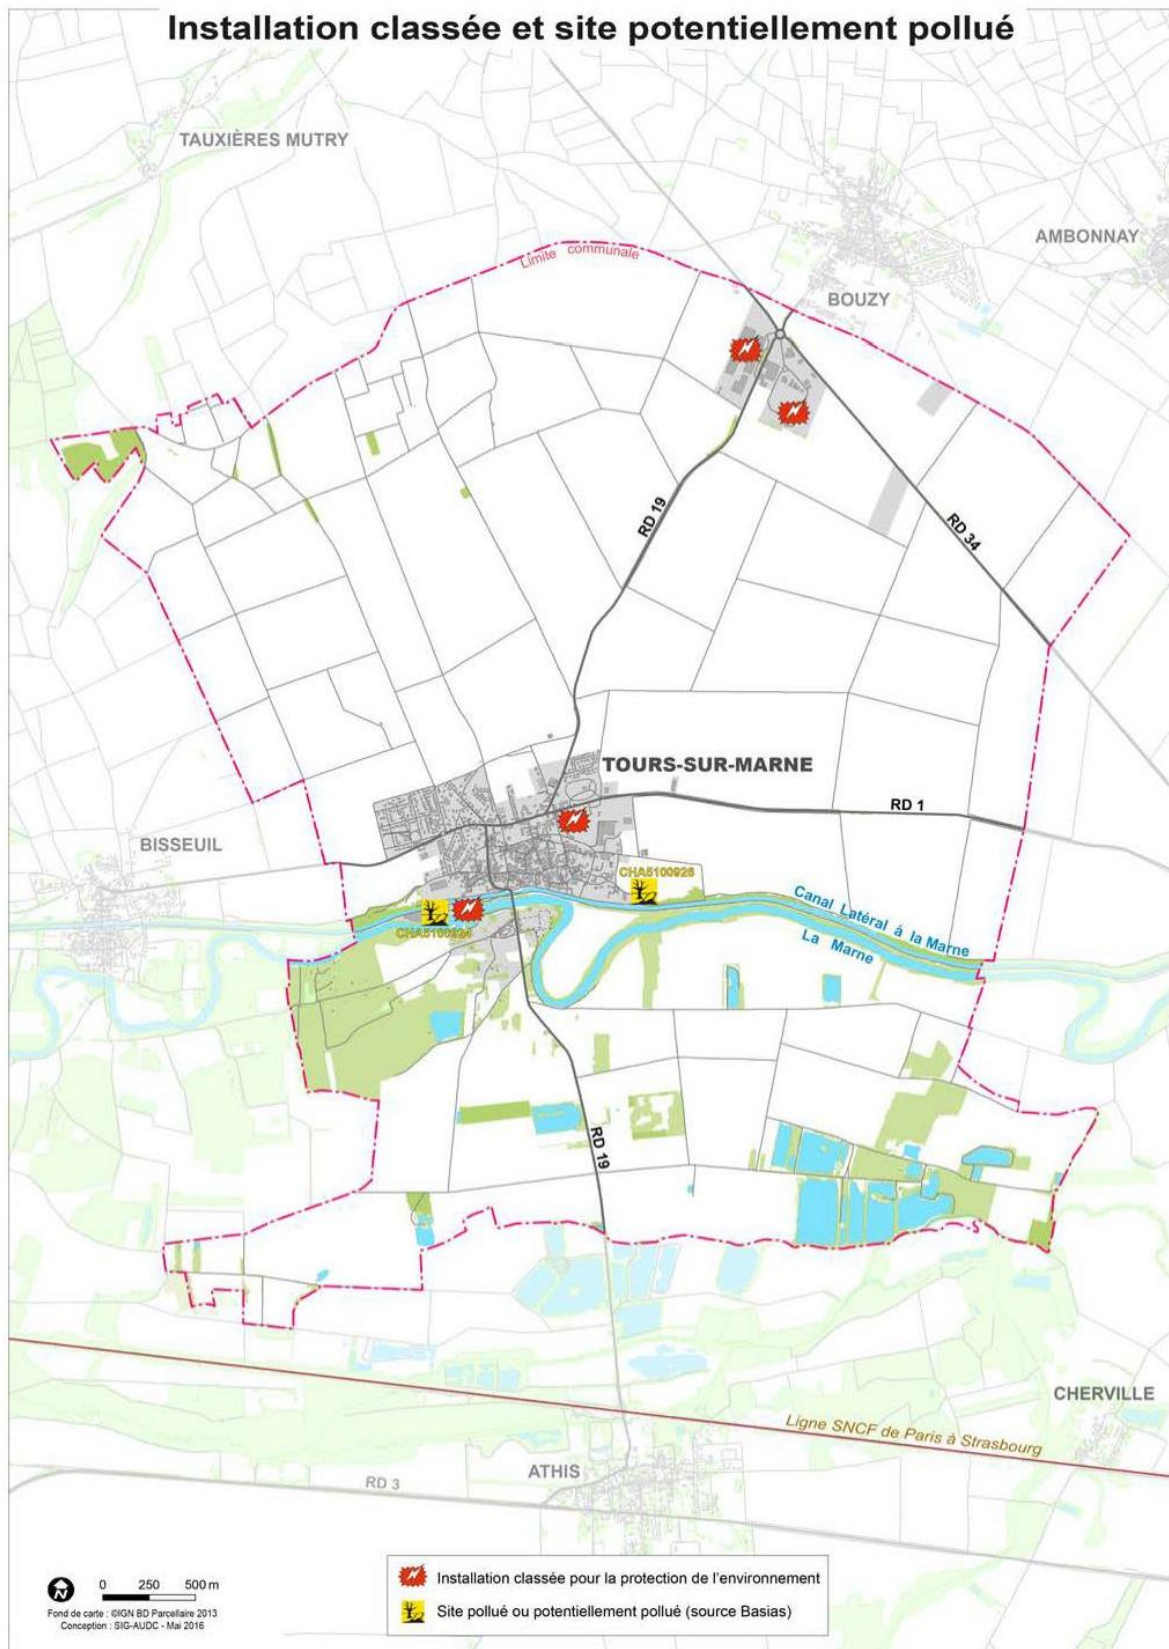 Installation classée et site potentiellement pollué
TAUXIÈRES MUTRY
AMBONNAY
Limite communale
BOUZY
RD 19
RD 34
TOURS-SUR-MARNE
RD 1
BISSEUIL
CHA5100926
Canal Latéral à la Marne
CHA5100924
La Marne
RD 19
CHERVILLE
Ligne SNCF de Paris à Strasbourg
ATHIS
RD 3
N
0 250 500 m
Fond de carte : ©IGN BD Parcellaire 2013
Conception : SIG-AUDC - Mai 2016
Installation classée pour la protection de l'environnement
Site pollué ou potentiellement pollué (source Basias)